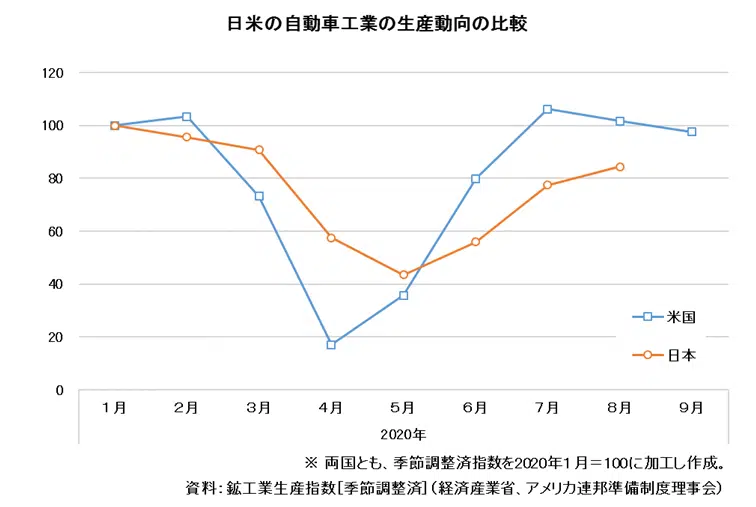 日米の自動車工業の生産動向の比較
120
100
80
60
40
20
0
米国
日本
1月 2月 3月 4月 5月 6月 7月 8月 9月
2020年
※ 両国とも、季節調整済指数を2020年1月=100に加工し作成。
資料:鉱工業生産指数[季節調整済](経済産業省、アメリカ連邦準備制度理事会)